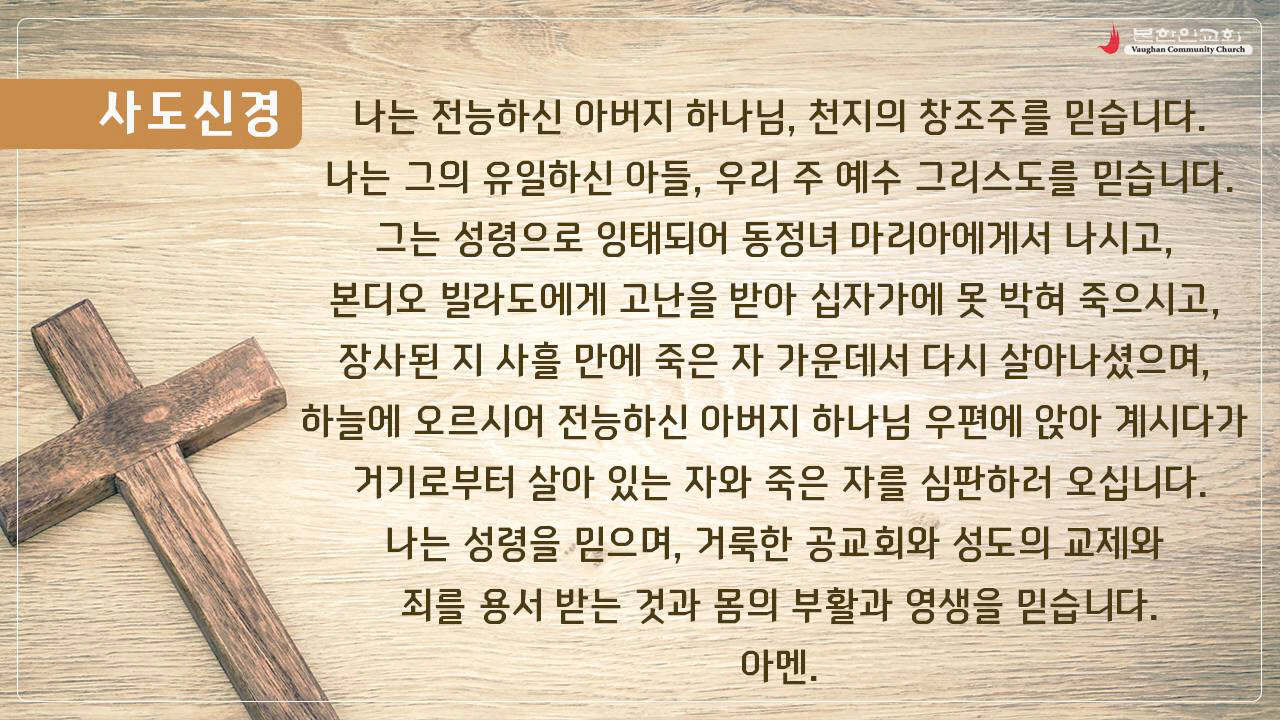 본한인교회
Vaughan Community Church
사도신경
나는 전능하신 아버지 하나님, 천지의 창조주를 믿습니다.
나는 그의 유일하신 아들, 우리 주 예수 그리스도를 믿습니다.
그는 성령으로 잉태되어 동정녀 마리아에게서 나시고,
본디오 빌라도에게 고난을 받아 십자가에 못 박혀 죽으시고,
장사된 지 사흘 만에 죽은 자 가운데서 다시 살아나셨으며,
하늘에 오르시어 전능하신 아버지 하나님 우편에 앉아 계시다가
거기로부터 살아 있는 자와 죽은 자를 심판하러 오십니다.
나는 성령을 믿으며, 거룩한 공교회와 성도의 교제와
죄를 용서 받는 것과 몸의 부활과 영생을 믿습니다.
아멘.